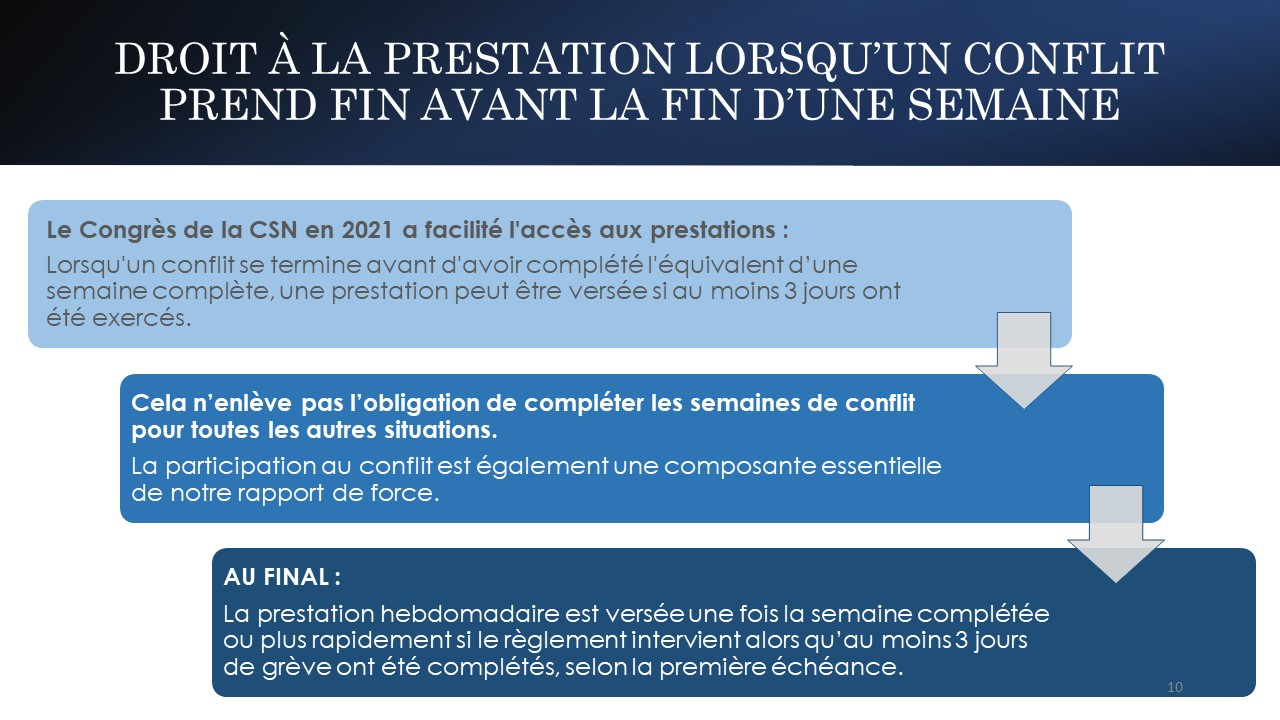 DROIT À LA PRESTATION LORSQU’UN CONFLIT
PREND FIN AVANT LA FIN D’UNE SEMAINE
Le Congrès de la CSN en 2021 a facilité l'accès aux prestations :
Lorsqu'un conflit se termine avant d'avoir complété l'équivalent d’une
semaine complète, une prestation peut être versée si au moins 3 jours ont
été exercés.
Cela n’enlève pas l’obligation de compléter les semaines de conflit
pour toutes les autres situations.
La participation au conflit est également une composante essentielle
de notre rapport de force.
AU FINAL :
La prestation hebdomadaire est versée une fois la semaine complétée
ou plus rapidement si le règlement intervient alors qu’au moins 3 jours
de grève ont été complétés, selon la première échéance.
10